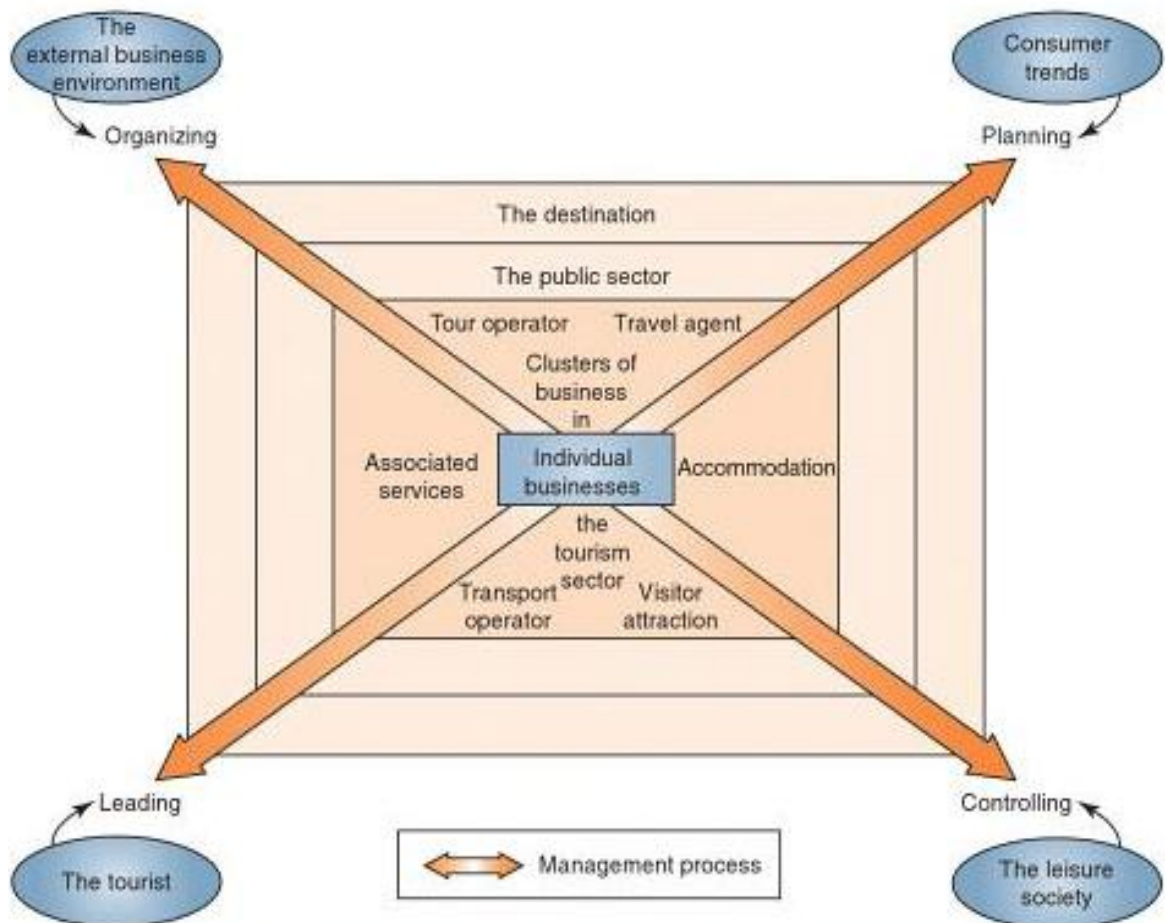 The
external business
environment
Consumer
trends
Organizing
Planning
The destination
The public sector
Tour operator
Travel agent
Clusters of
business
in
Associated
services
Individual
businesses
Accommodation
the
tourism
sector
Transport
operator
Visitor
attraction
Leading
Controlling
The tourist
Management process
The leisure
society